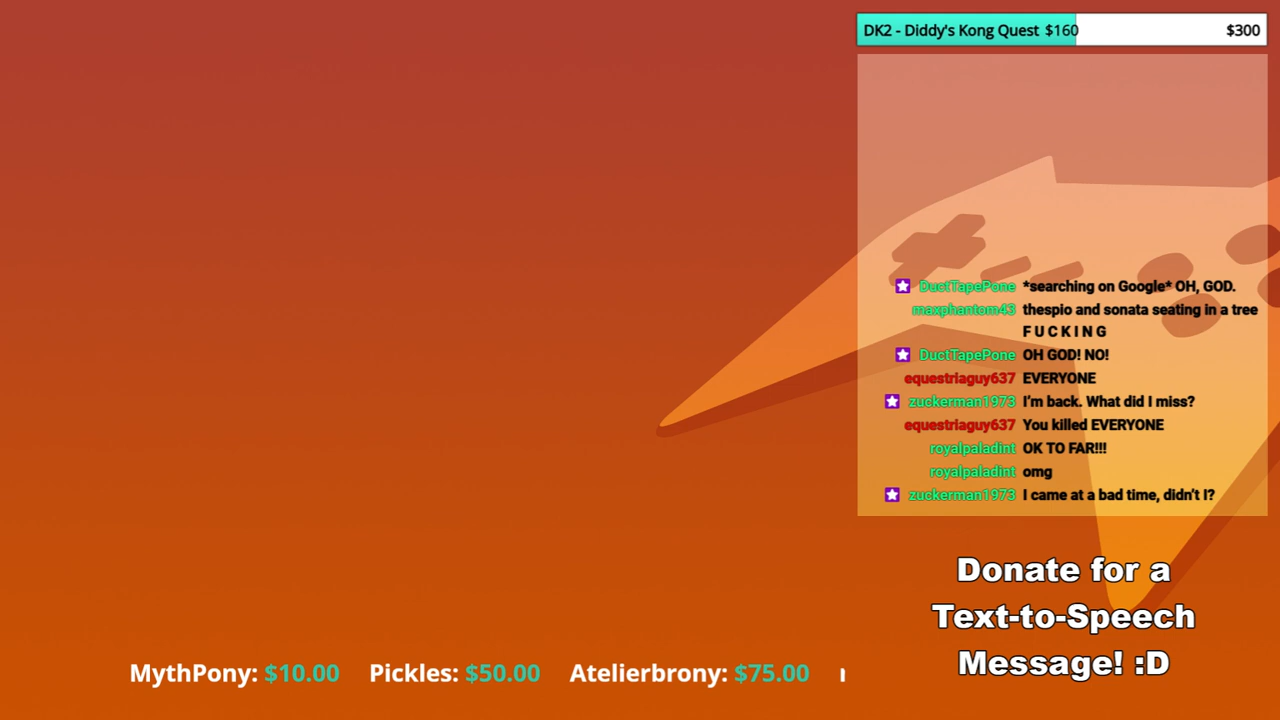 DK2 - Diddy's Kong Quest $160 $300
DuctTapePone *searching on Google* OH, GOD.
maxphantom43 thespio and sonata seating in a tree
F U C K I N G
DuctTapePone OH GOD! NO!
equestriaguy637 EVERYONE
zuckerman1973 I'm back. What did I miss?
equestriaguy637 You killed EVERYONE
royalpaladint OK TO FAR!!!
royalpaladint omg
zuckerman1973 I came at a bad time, didn't I?
Donate for a
Text-to-Speech
Message! :D
MythPony: $10.00 Pickles: $50.00 Atelierbrony: $75.00